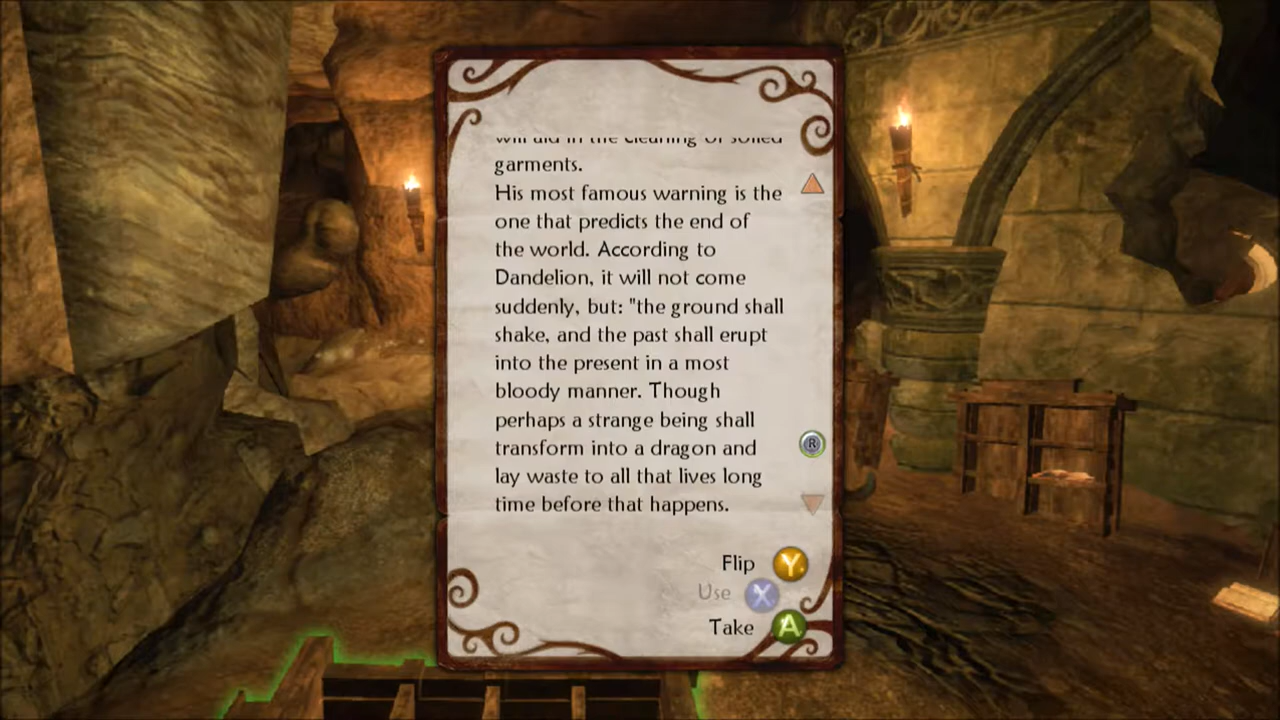 garments.
His most famous warning is the
one that predicts the end of
the world. According to
Dandelion, it will not come
suddenly, but: "the ground shall
shake, and the past shall erupt
into the present in a most
bloody manner. Though
perhaps a strange being shall
transform into a dragon and
lay waste to all that lives long
time before that happens.
R
Flip Y
Use X
Take A